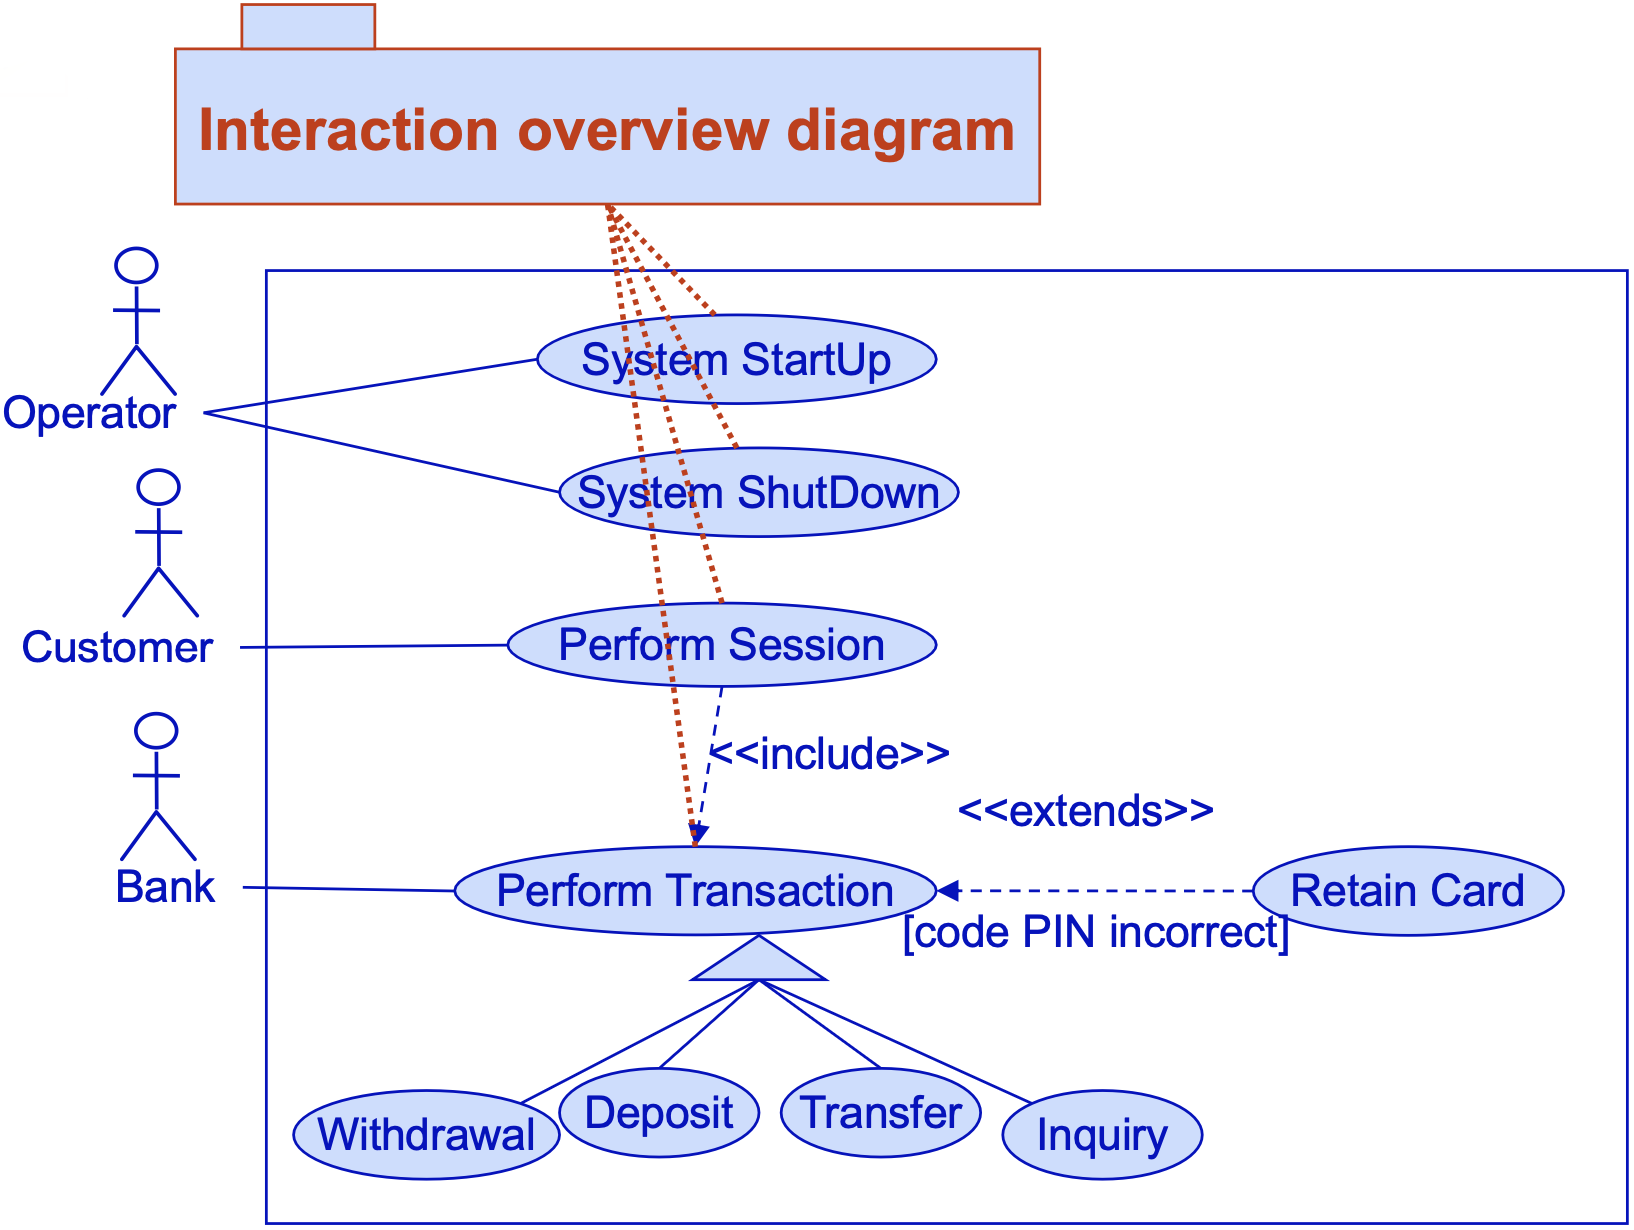 Interaction overview diagram
Operator
System StartUp
System ShutDown
Customer
Perform Session
<<include>>
<<extends>>
Bank
Perform Transaction
Retain Card
[code PIN incorrect]
Withdrawal
Deposit
Transfer
Inquiry